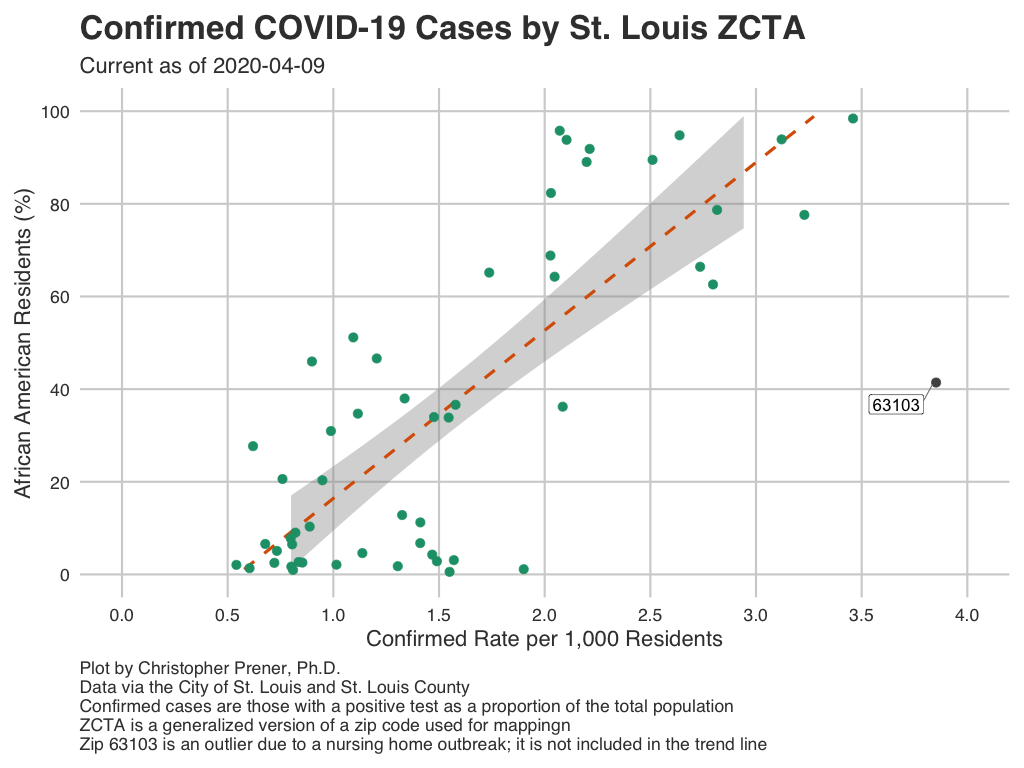 Confirmed COVID-19 Cases by St. Louis ZCTA
Current as of 2020-04-09
100
80
60
40
20
0
African American Residents (%)
63103
0.0 0.5 1.0 1.5 2.0 2.5 3.0 3.5 4.0
Confirmed Rate per 1,000 Residents
Plot by Christopher Prener, Ph.D.
Data via the City of St. Louis and St. Louis County
Confirmed cases are those with a positive test as a proportion of the total population
ZCTA is a generalized version of a zip code used for mappingn
Zip 63103 is an outlier due to a nursing home outbreak; it is not included in the trend line